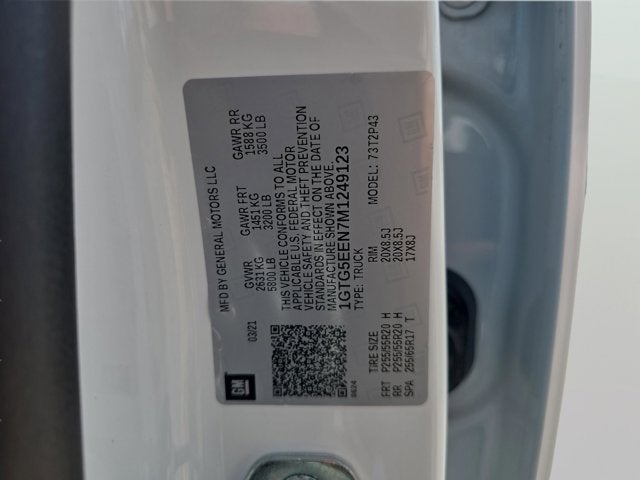 MFD BY GENERAL MOTORS LLC
03/21
GVWR GAWR FRT GAWR RR
2631 KG 1451 KG 1588 KG
5800 LB 3200 LB 3500 LB
THIS VEHICLE CONFORMS TO ALL
APPLICABLE U.S. FEDERAL MOTOR
VEHICLE SAFETY AND THEFT PREVENTION
STANDARDS IN EFFECT ON THE DATE OF
MANUFACTURE SHOWN ABOVE.
1GTG5EEN7M1249123
TYPE: TRUCK MODEL: 73T2P43
GM
8624
TIRE SIZE RIM
FRT P255/55R20 H 20X8.5J
RR P255/55R20 H 20X8.5J
SPA 255/65R17 T 17X8J